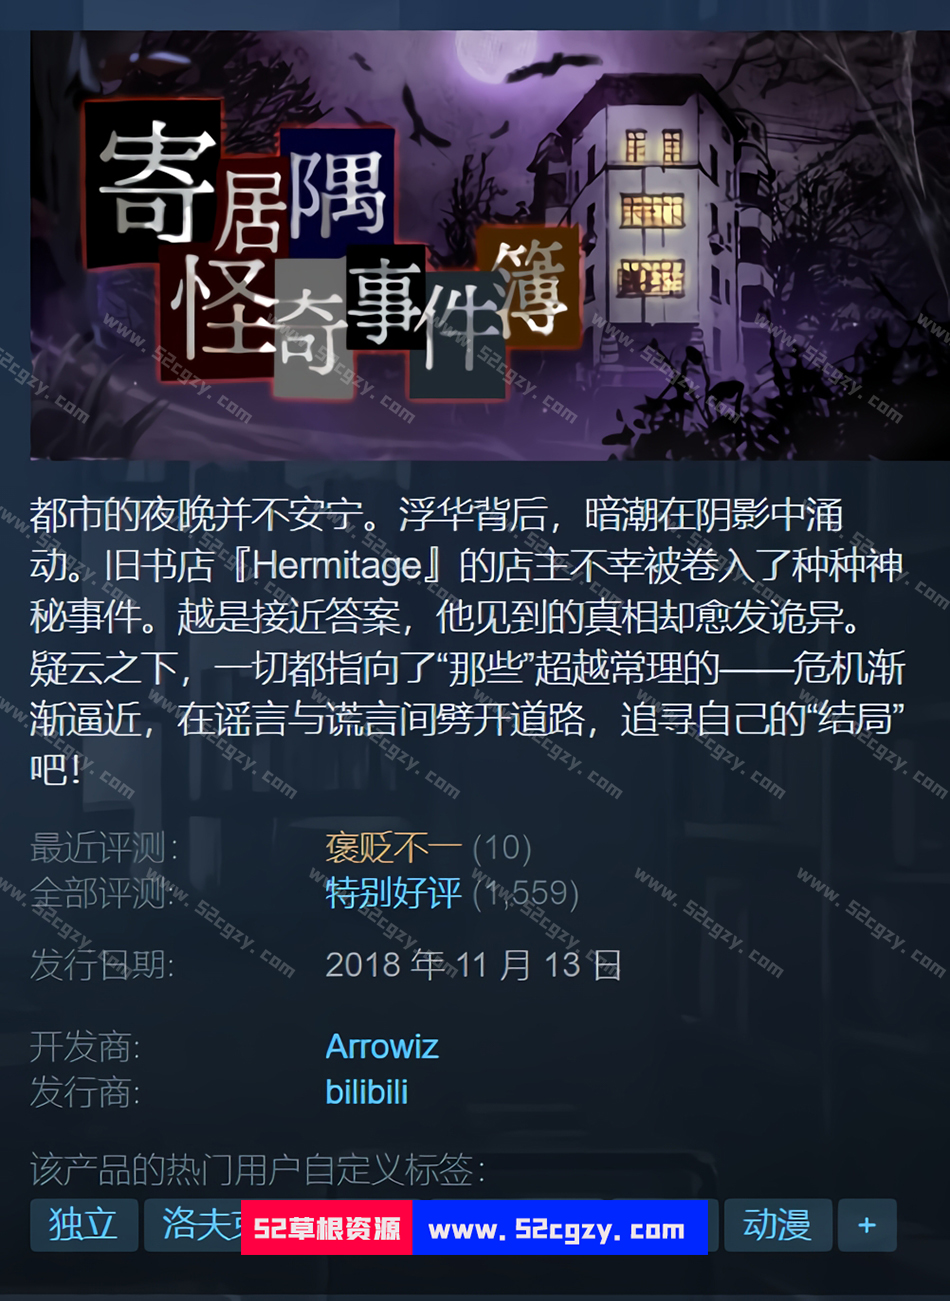 寄居隅
怪奇事件簿
都市的夜晚并不安宁。浮华背后，暗潮在阴影中涌
动。旧书店『Hermitage』的店主不幸被卷入了种种神
秘事件。越是接近答案，他见到的真相却愈发诡异。
疑云之下，一切都指向了“那些”超越常理的——危机渐
渐逼近，在谣言与谎言间劈开道路，追寻自己的“结局”
吧！
最近评测: 褒贬不一 (10)
全部评测: 特别好评 (1,559)
发行日期: 2018 年 11 月 13 日
开发商: Arrowiz
发行商: bilibili
该产品的热门用户自定义标签:
独立 洛夫 52草根资源 www.52cgzy.com 动漫 +
www.52cgzy.com